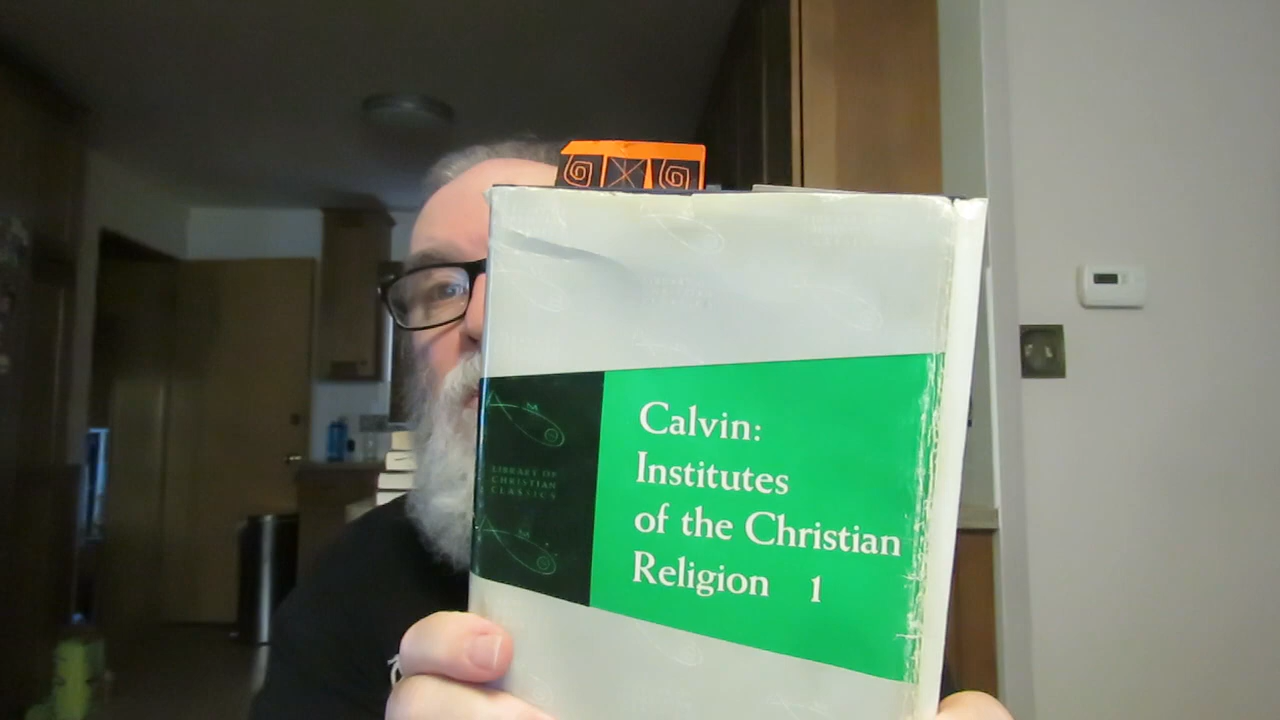 LIBRARY OF
CHRISTIAN
CLASSICS
Calvin:
Institutes
of the Christian
Religion 1